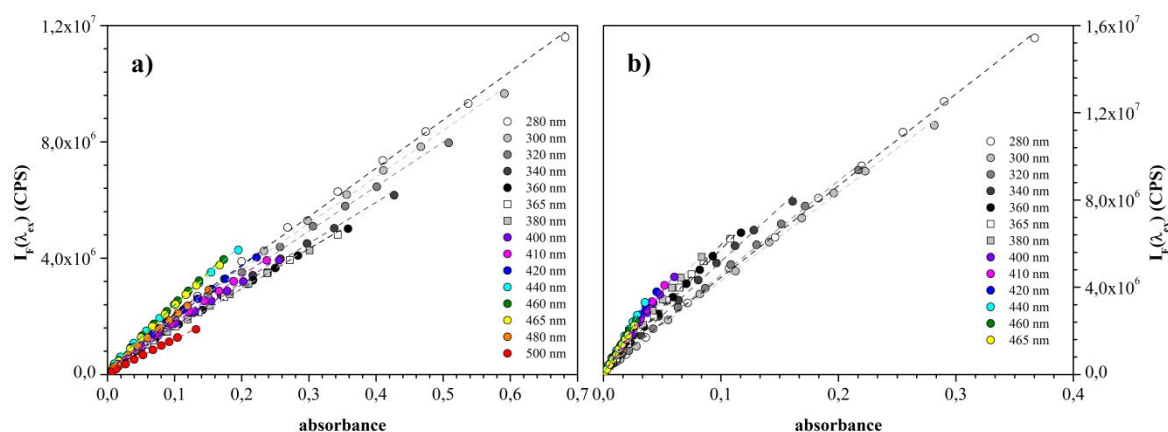 1,2x10⁷
8,0x10⁶
4,0x10⁶
0,0
I_F(λ_ex) (CPS)
a)
280 nm
300 nm
320 nm
340 nm
360 nm
365 nm
380 nm
400 nm
410 nm
420 nm
440 nm
460 nm
465 nm
480 nm
500 nm
0,0 0,1 0,2 0,3 0,4 0,5 0,6 0,7
absorbance
b)
280 nm
300 nm
320 nm
340 nm
360 nm
365 nm
380 nm
400 nm
410 nm
420 nm
440 nm
460 nm
465 nm
1,6x10⁷
1,2x10⁷
8,0x10⁶
4,0x10⁶
0,0
I_F(λ_ex) (CPS)
0,0 0,1 0,2 0,3 0,4
absorbance